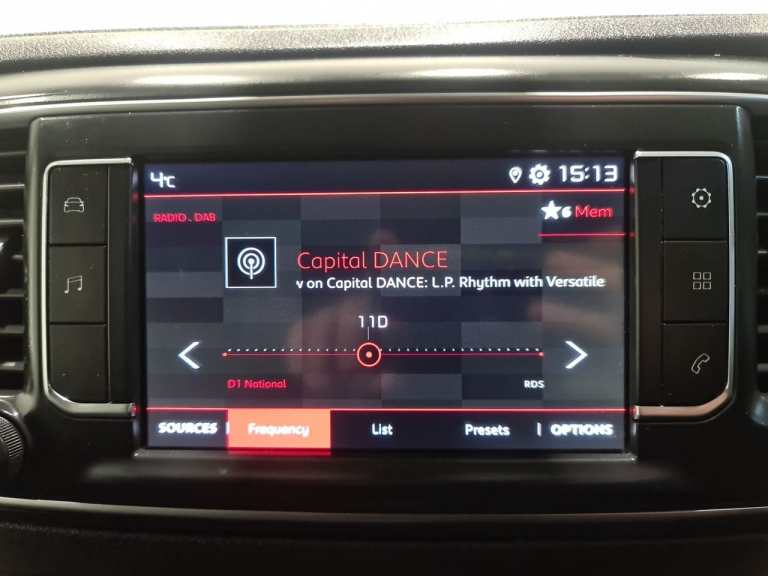 4°C 15:13
RADIO . DAB ★6 Mem
Capital DANCE
v on Capital DANCE: L.P. Rhythm with Versatile
11D
D1 National RDS
SOURCES Frequency List Presets OPTIONS